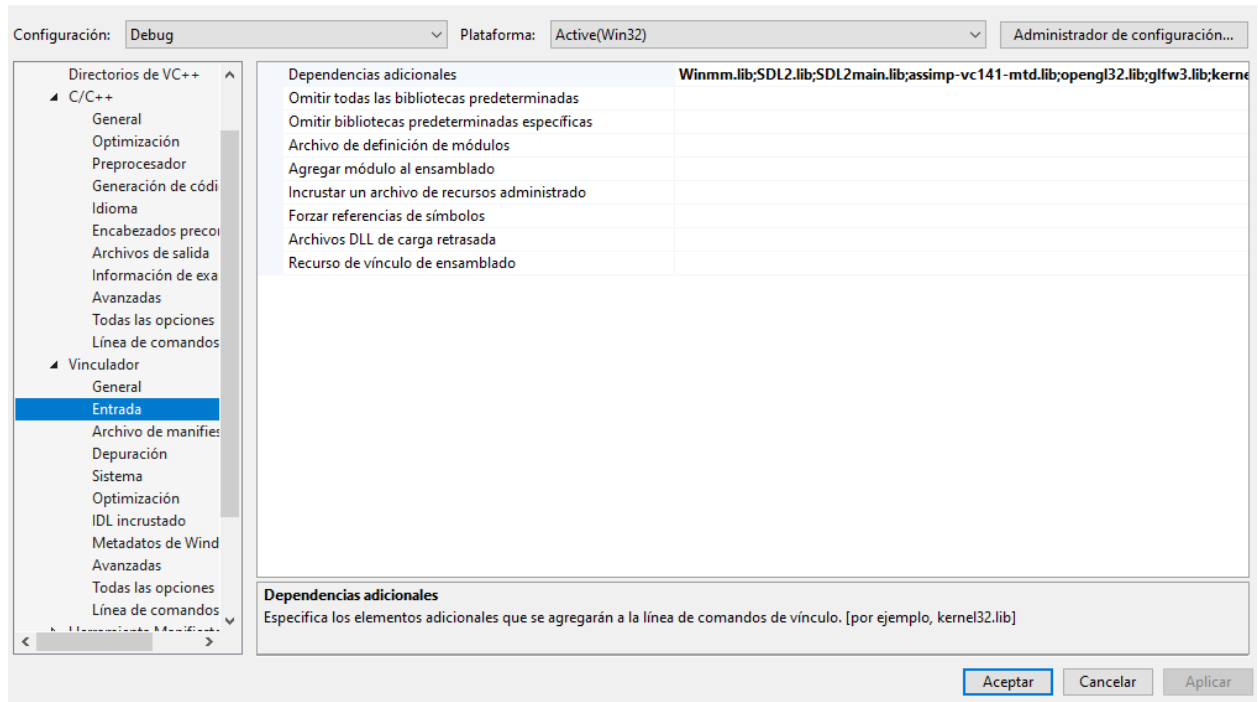 Configuración: Debug Plataforma: Active(Win32) Administrador de configuración...
Directorios de VC++
C/C++
General
Optimización
Preprocesador
Generación de códi
Idioma
Encabezados precor
Archivos de salida
Información de exa
Avanzadas
Todas las opciones
Línea de comandos
Vinculador
General
Entrada
Archivo de manifies
Depuración
Sistema
Optimización
IDL incrustado
Metadatos de Wind
Avanzadas
Todas las opciones
Línea de comandos
Dependencias adicionales Winmm.lib;SDL2.lib;SDL2main.lib;assimp-vc141-mtd.lib;opengl32.lib;glfw3.lib;kerne
Omitir todas las bibliotecas predeterminadas
Omitir bibliotecas predeterminadas específicas
Archivo de definición de módulos
Agregar módulo al ensamblado
Incrustar un archivo de recursos administrado
Forzar referencias de símbolos
Archivos DLL de carga retrasada
Recurso de vínculo de ensamblado
Dependencias adicionales
Especifica los elementos adicionales que se agregarán a la línea de comandos de vínculo. [por ejemplo, kernel32.lib]
Aceptar Cancelar Aplicar